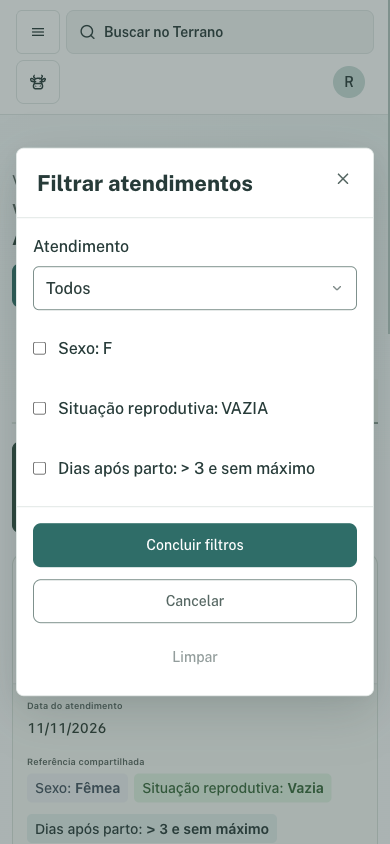 Buscar no Terrano
R
Filtrar atendimentos
Atendimento
Todos
Sexo: F
Situação reprodutiva: VAZIA
Dias após parto: > 3 e sem máximo
Concluir filtros
Cancelar
Limpar
Data do atendimento
11/11/2026
Referência compartilhada
Sexo: Fêmea Situação reprodutiva: Vazia
Dias após parto: > 3 e sem máximo